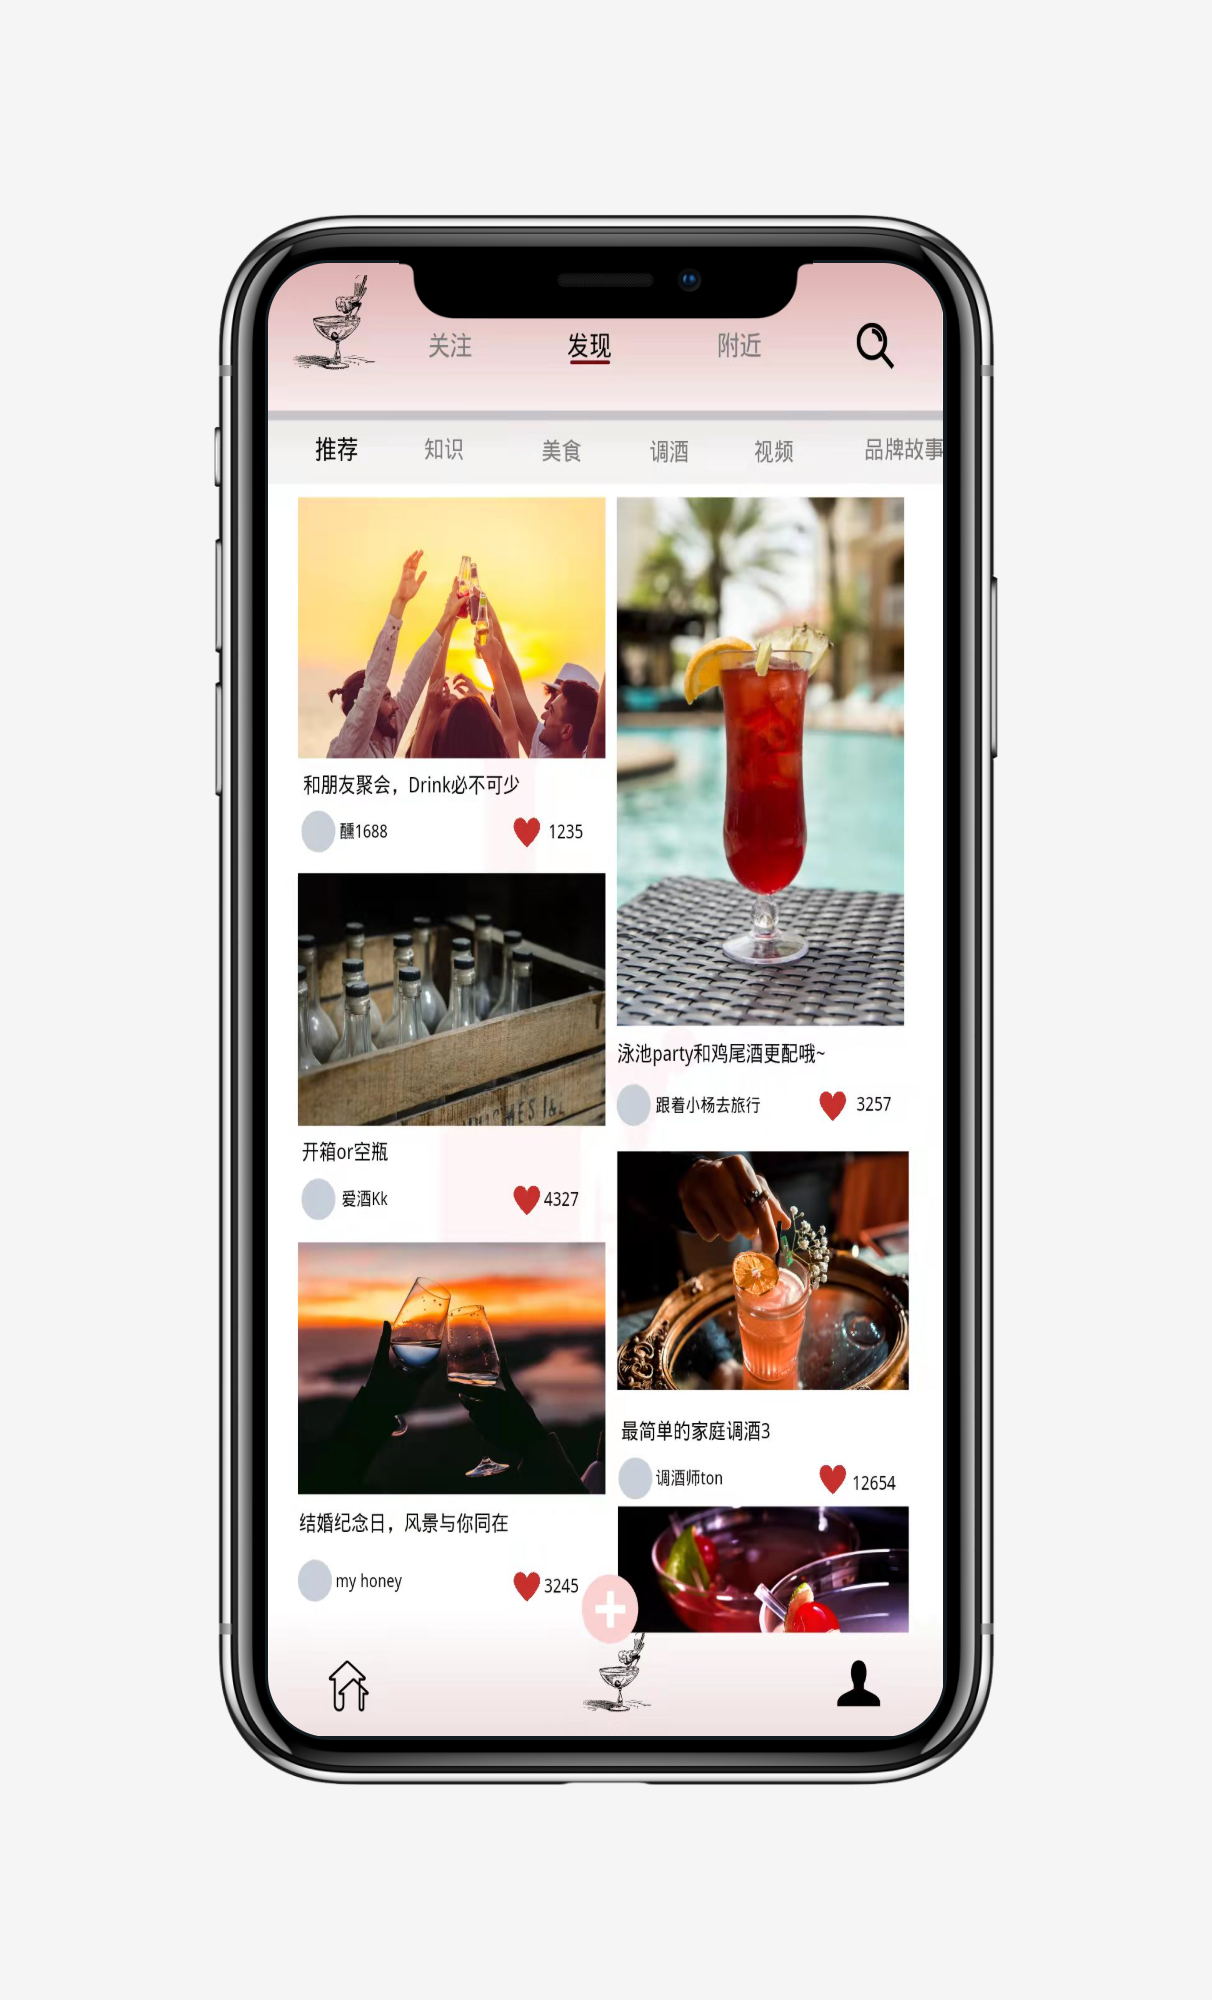 关注 发现 附近
推荐 知识 美食 调酒 视频 品牌故事
和朋友聚会，Drink必不可少
醺1688 1235
开箱or空瓶
爱酒Kk 4327
结婚纪念日，风景与你同在
my honey 3245
泳池party和鸡尾酒更配哦~
跟着小杨去旅行 3257
最简单的家庭调酒3
调酒师ton 12654